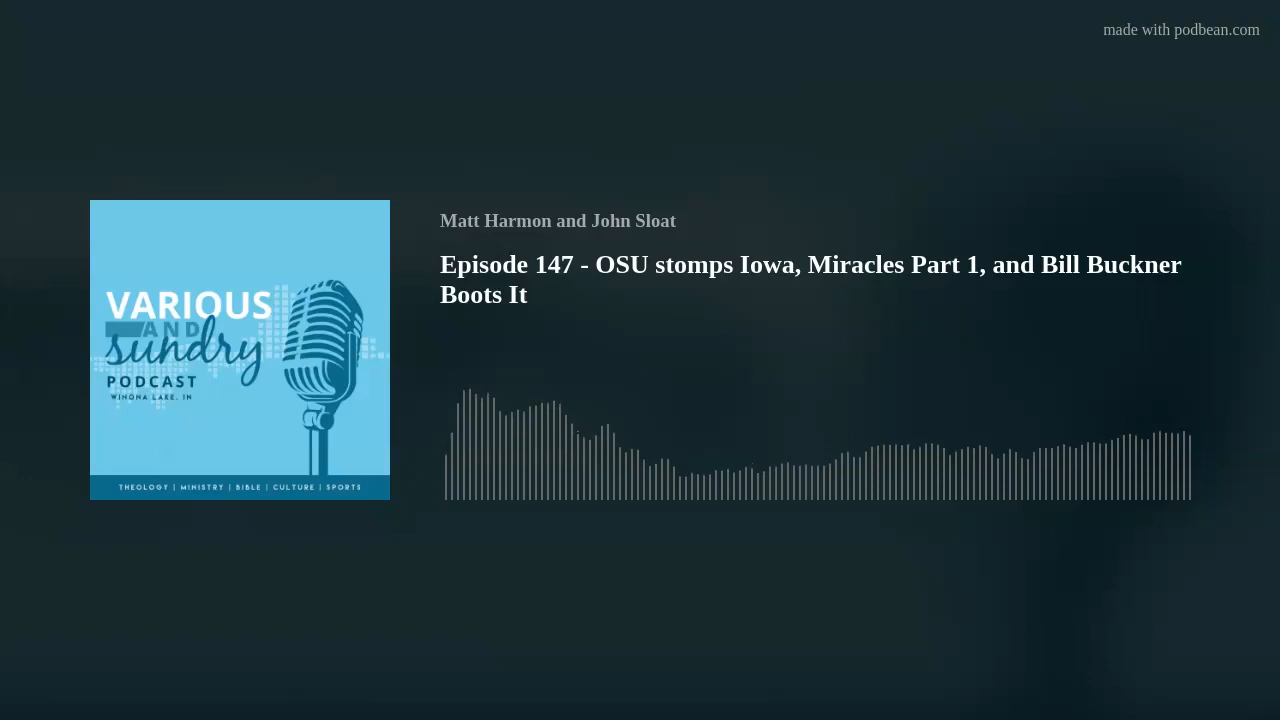 made with podbean.com
Matt Harmon and John Sloat
Episode 147 - OSU stomps Iowa, Miracles Part 1, and Bill Buckner
Boots It
VARIOUS
AND
sundry
PODCAST
WINONA LAKE, IN
THEOLOGY | MINISTRY | BIBLE | CULTURE | SPORTS